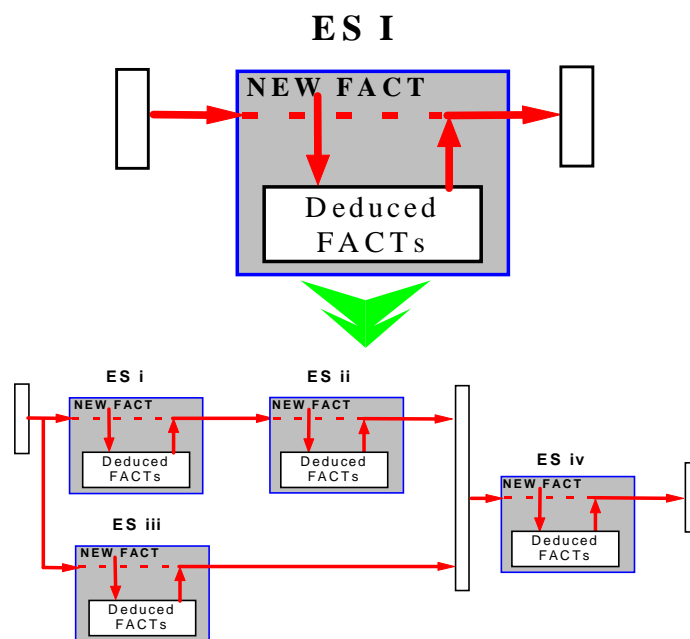 ES I
NEW FACT
Deduced
FACTs
ES i
ES ii
NEW FACT
NEW FACT
Deduced
FACTs
Deduced
FACTs
ES iv
NEW FACT
Deduced
FACTs
ES iii
NEW FACT
Deduced
FACTs